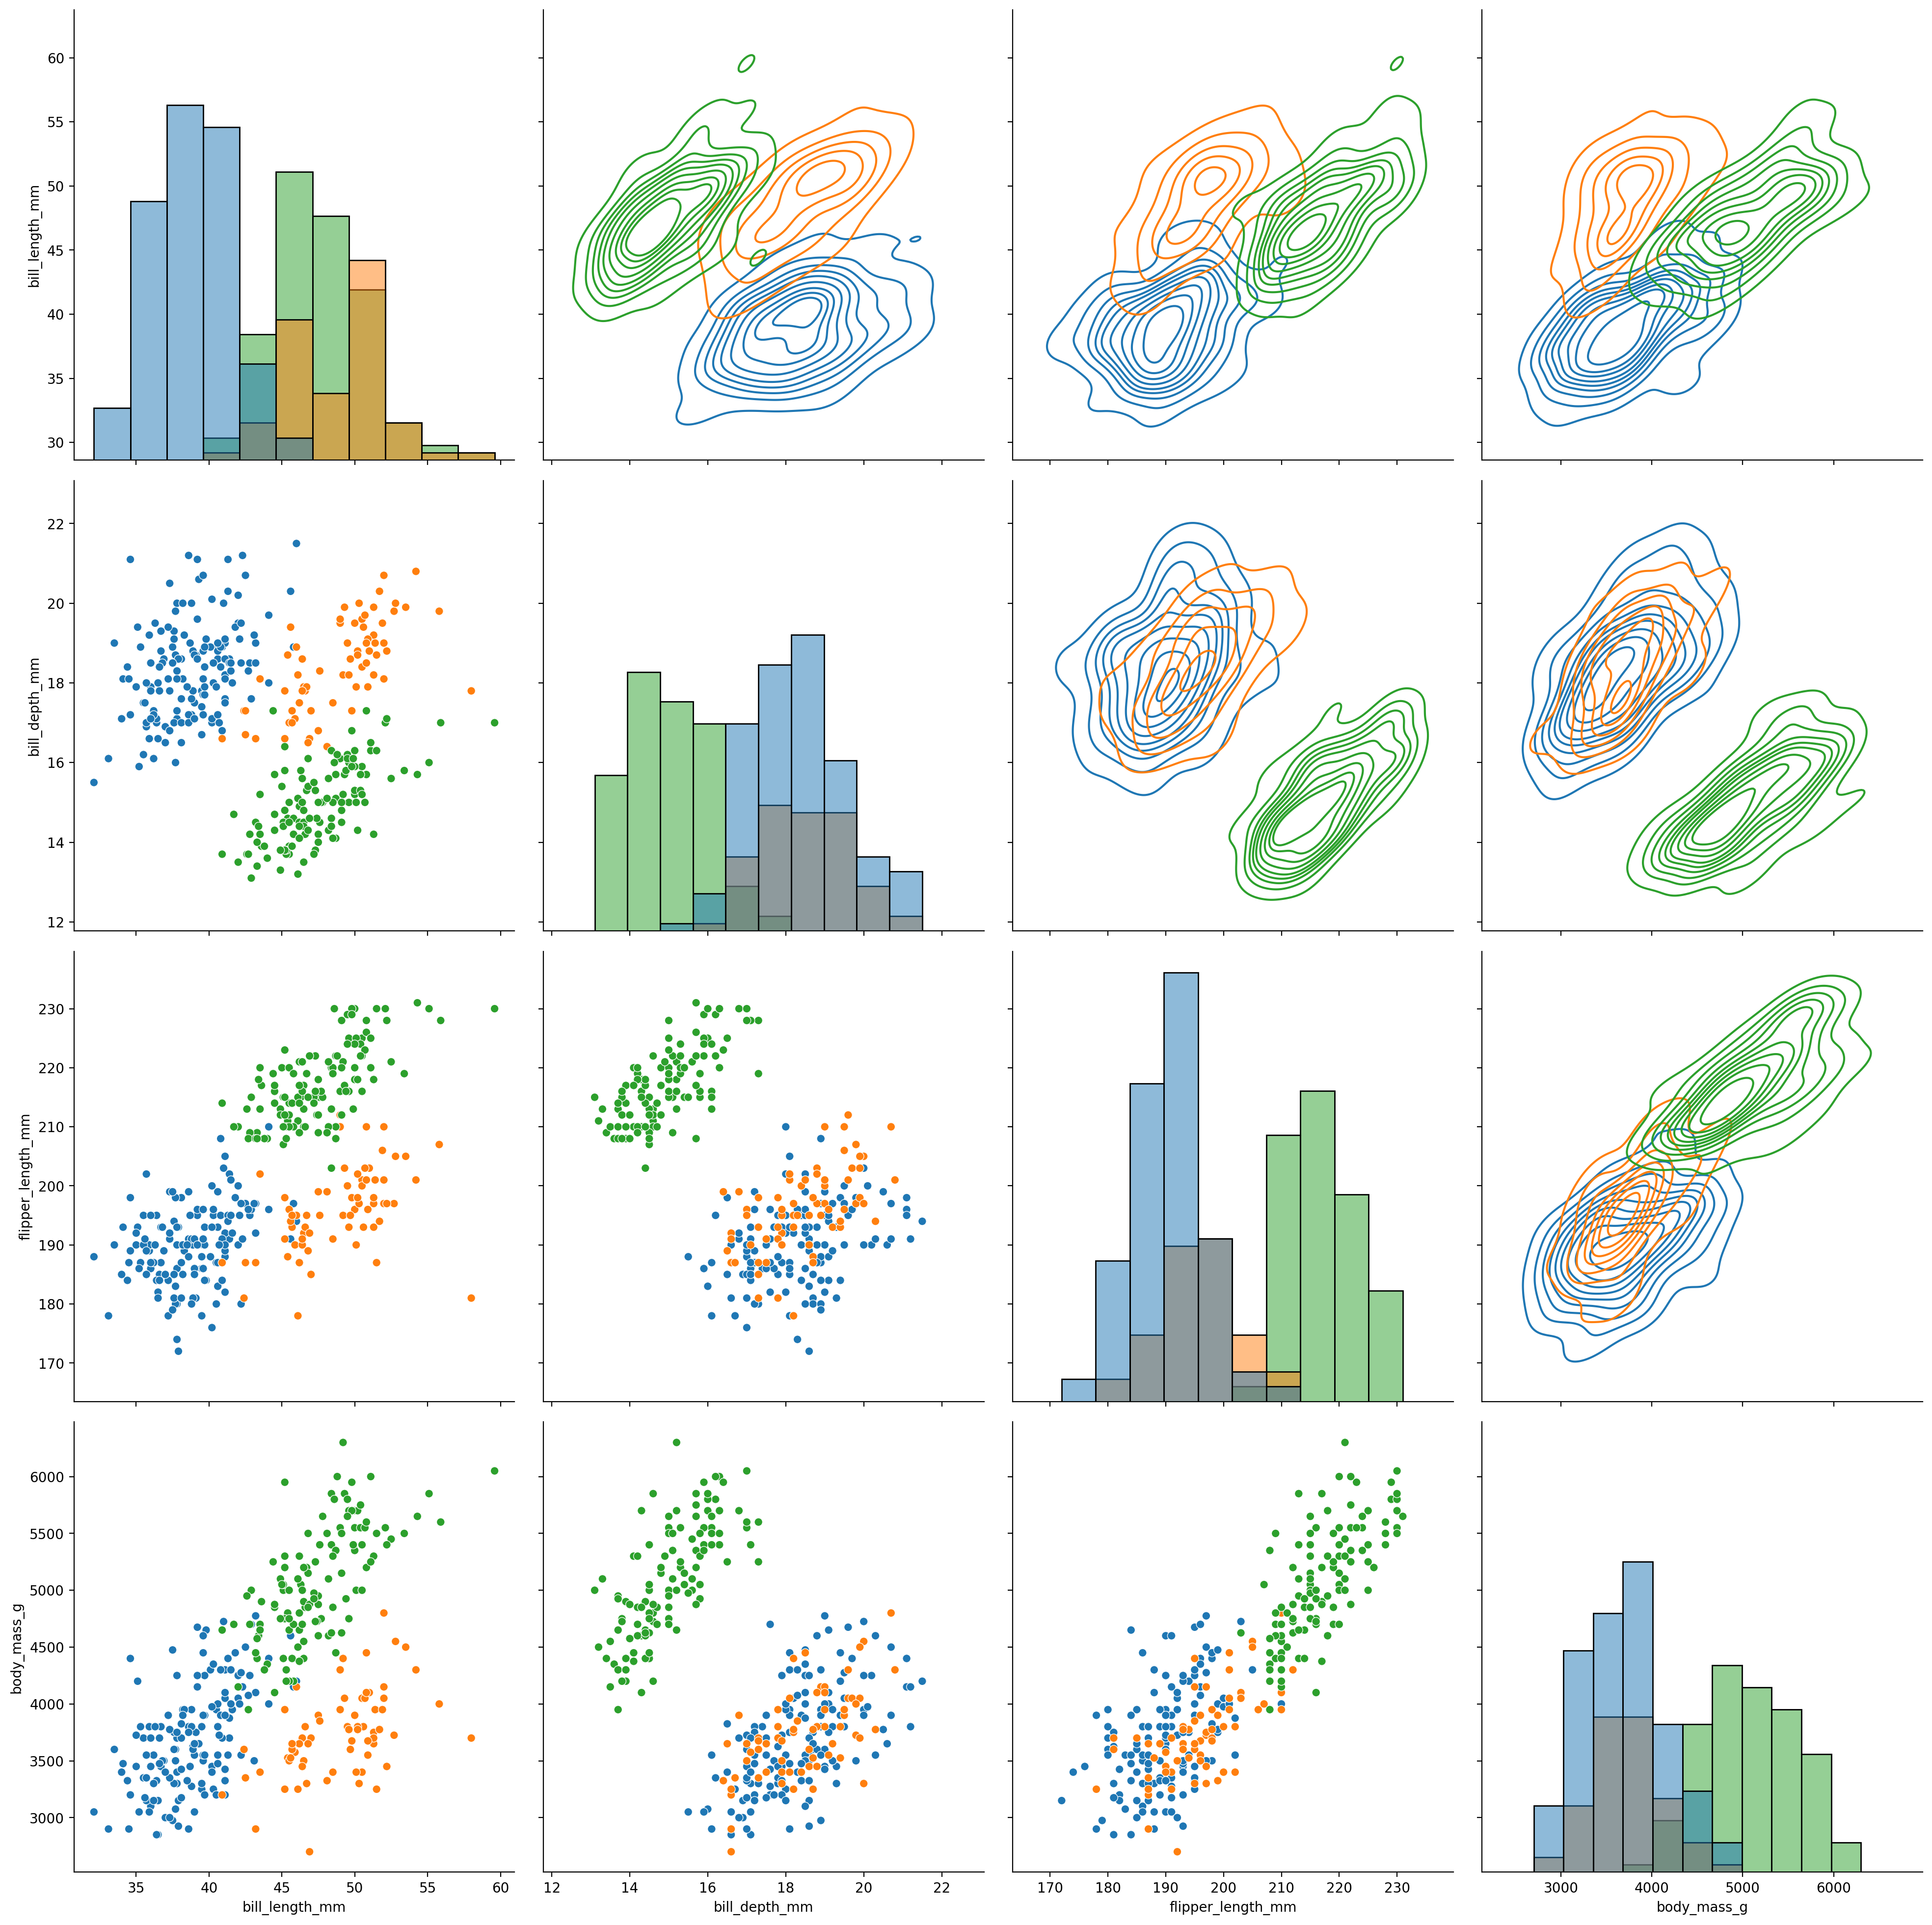 bill_length_mm
60
55
50
45
40
35
30
bill_depth_mm
22
20
18
16
14
12
flipper_length_mm
230
220
210
200
190
180
170
body_mass_g
6000
5500
5000
4500
4000
3500
3000
35 40 45 50 55 60
12 14 16 18 20 22
170 180 190 200 210 220 230
3000 4000 5000 6000
bill_length_mm
bill_depth_mm
flipper_length_mm
body_mass_g